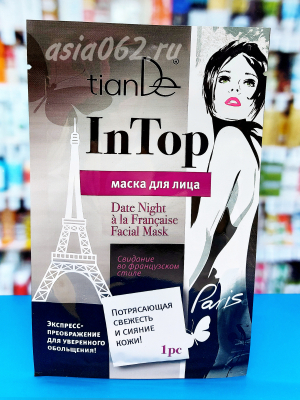 asia062.ru
tianDe®
InTop
маска для лица
Date Night
à la Française
Facial Mask
Свидание
во французском
стиле
Paris
ПОТРЯСАЮЩАЯ
СВЕЖЕСТЬ
И СИЯНИЕ
КОЖИ!
1pc
ЭКСПРЕСС-
ПРЕОБРАЖЕНИЕ
ДЛЯ УВЕРЕННОГО
ОБОЛЬЩЕНИЯ!